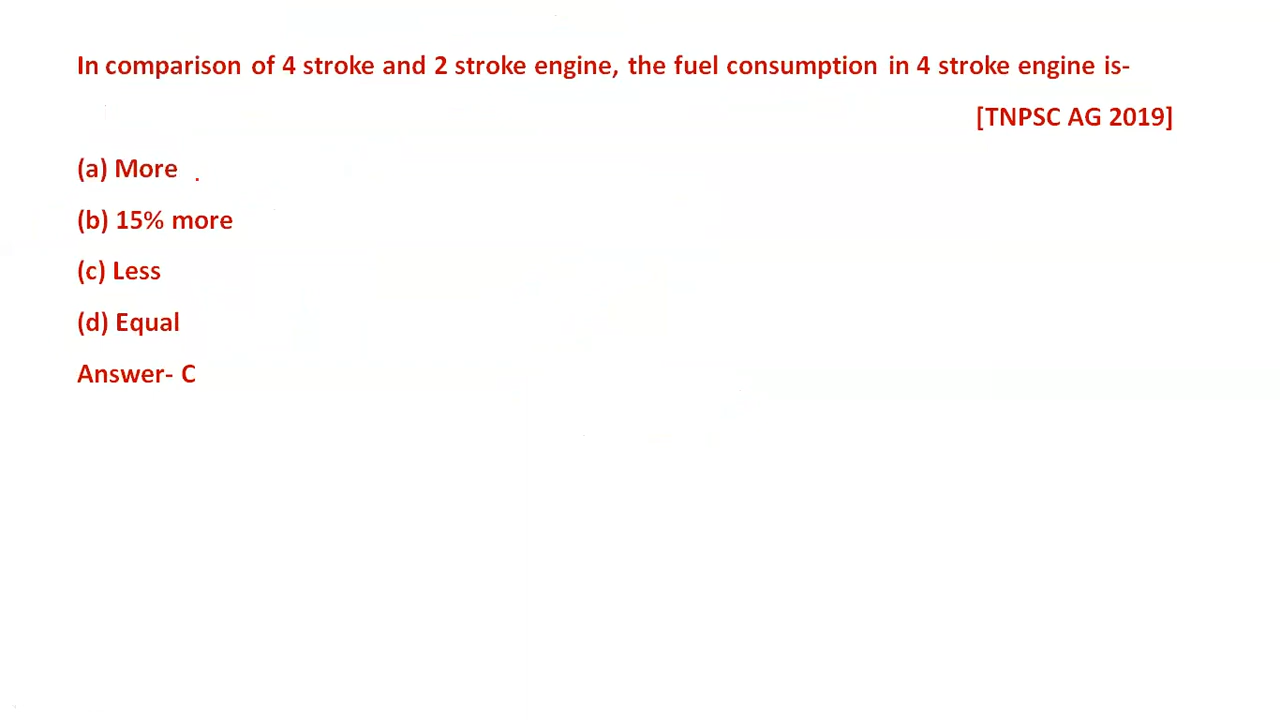 In comparison of 4 stroke and 2 stroke engine, the fuel consumption in 4 stroke engine is-
[TNPSC AG 2019]
(a) More
(b) 15% more
(c) Less
(d) Equal
Answer- C